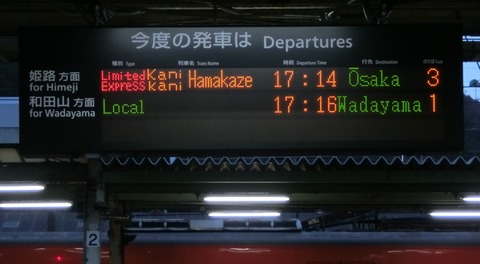 今度の発車は Departures
種別 Type 列車名 Train Name 時刻 Departure Time 行先 Destination
姫路 方面 for Himeji Limited Express Kani kani Hamakaze 17:14 Ōsaka 3
和田山 方面 for Wadayama Local 17:16 Wadayama 1
2